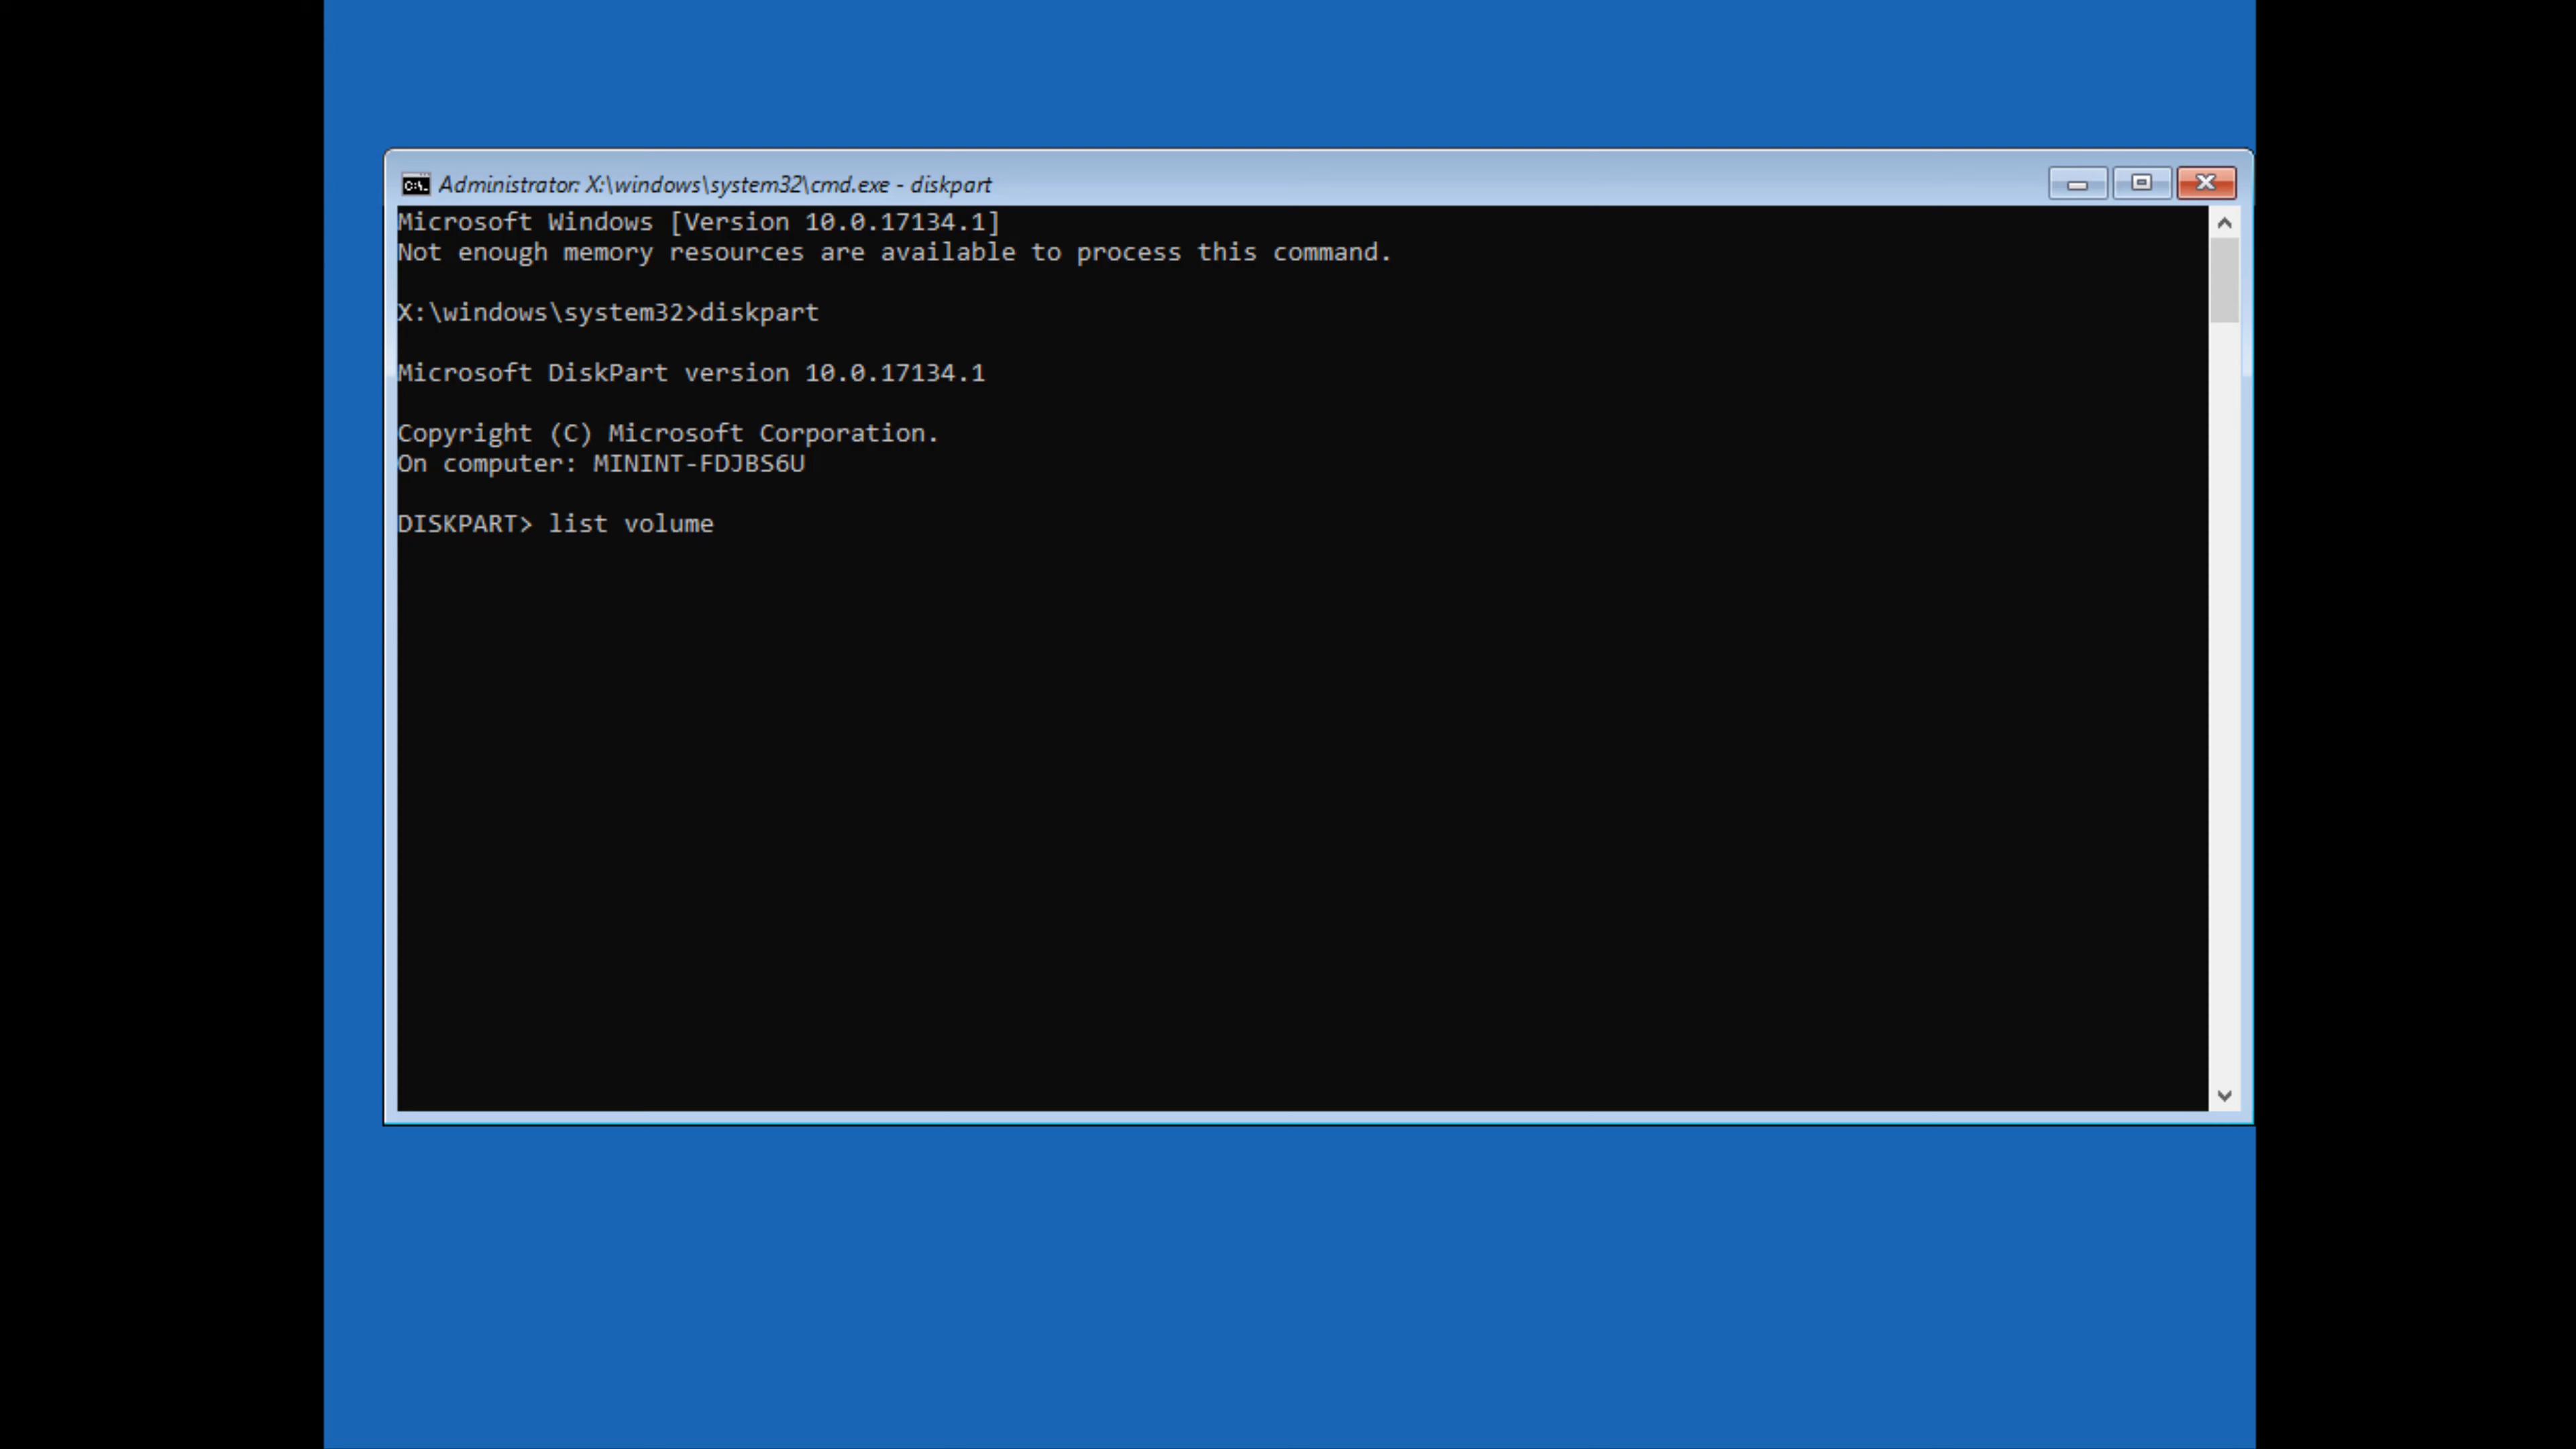 Administrator: X:\windows\system32\cmd.exe - diskpart
Microsoft Windows [Version 10.0.17134.1]
Not enough memory resources are available to process this command.
X:\windows\system32>diskpart
Microsoft DiskPart version 10.0.17134.1
Copyright (C) Microsoft Corporation.
On computer: MININT-FDJBS6U
DISKPART> list volume